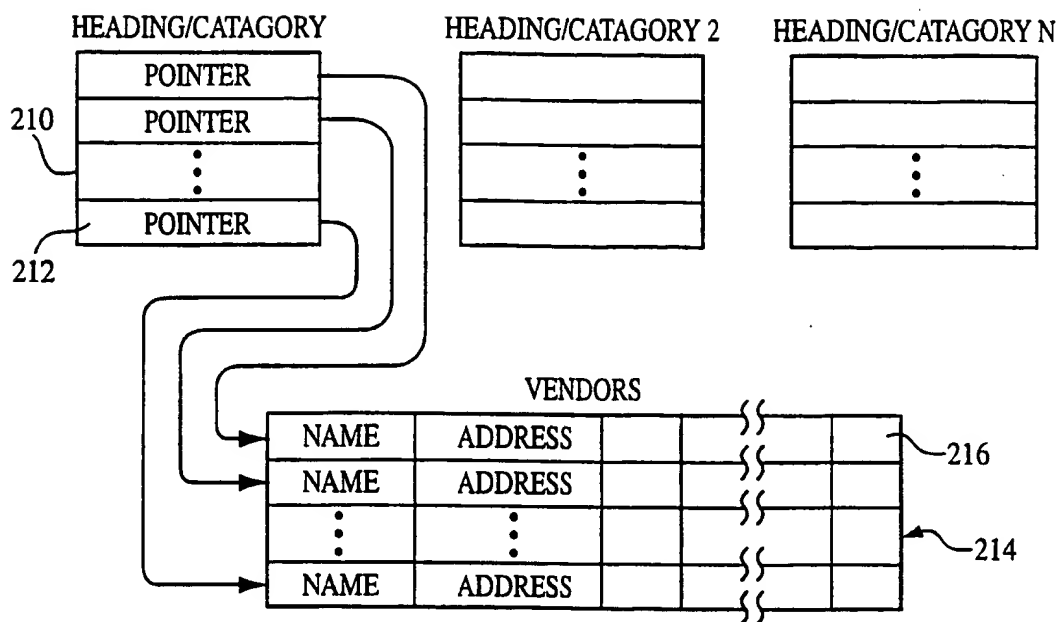 HEADING/CATAGORY
HEADING/CATAGORY 2
HEADING/CATAGORY N
POINTER
POINTER
POINTER
210
212
VENDORS
NAME ADDRESS
NAME ADDRESS
NAME ADDRESS
216
214